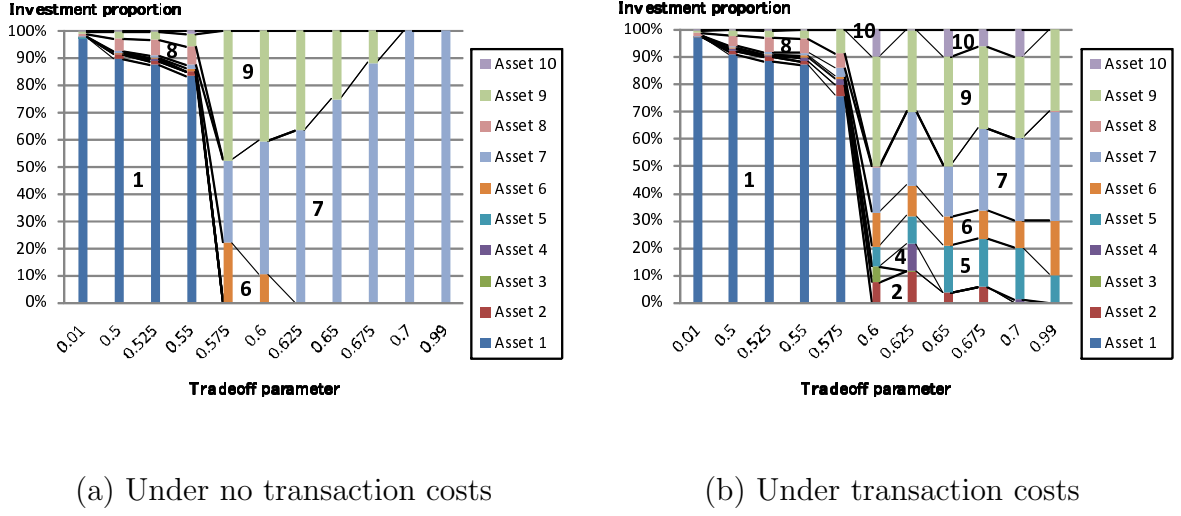 Investment proportion
100%
90%
80%
70%
60%
50%
40%
30%
20%
10%
0%
8
9
1
7
6
0.01
0.5
0.525
0.55
0.575
0.6
0.625
0.65
0.675
0.7
0.99
Tradeoff parameter
Asset 10
Asset 9
Asset 8
Asset 7
Asset 6
Asset 5
Asset 4
Asset 3
Asset 2
Asset 1
(a) Under no transaction costs
Investment proportion
100%
90%
80%
70%
60%
50%
40%
30%
20%
10%
0%
10
8
10
9
1
7
6
4
5
2
0.01
0.5
0.525
0.55
0.575
0.6
0.625
0.65
0.675
0.7
0.99
Tradeoff parameter
Asset 10
Asset 9
Asset 8
Asset 7
Asset 6
Asset 5
Asset 4
Asset 3
Asset 2
Asset 1
(b) Under transaction costs